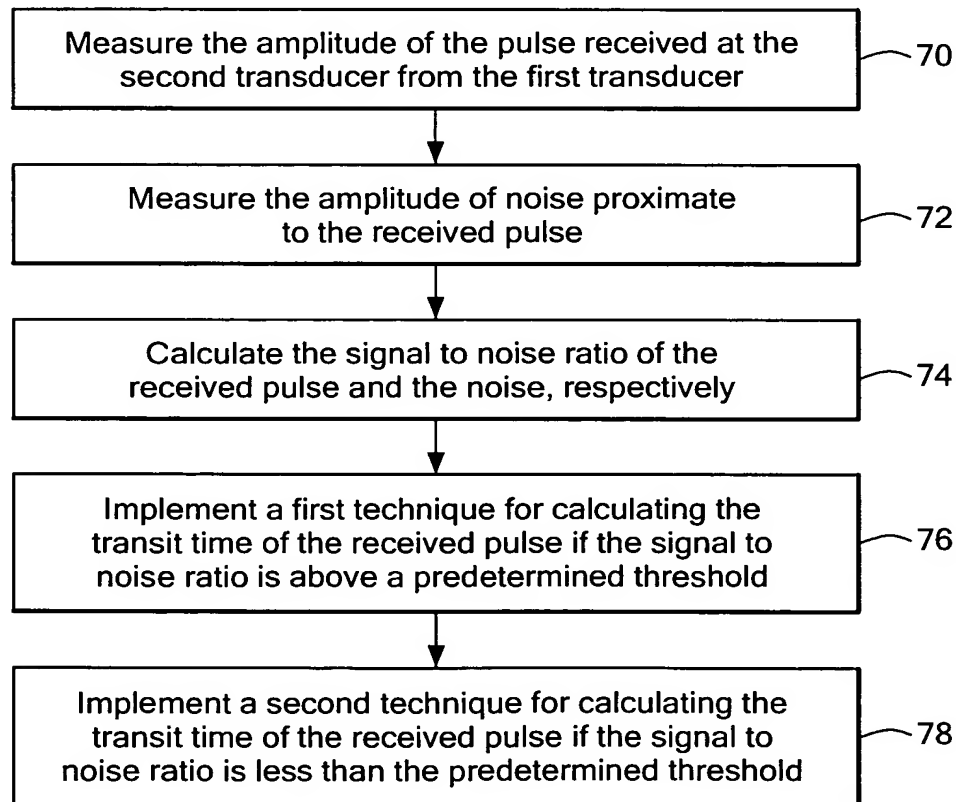 Measure the amplitude of the pulse received at the
second transducer from the first transducer
70
Measure the amplitude of noise proximate
to the received pulse
72
Calculate the signal to noise ratio of the
received pulse and the noise, respectively
74
Implement a first technique for calculating the
transit time of the received pulse if the signal to
noise ratio is above a predetermined threshold
76
Implement a second technique for calculating the
transit time of the received pulse if the signal to
noise ratio is less than the predetermined threshold
78